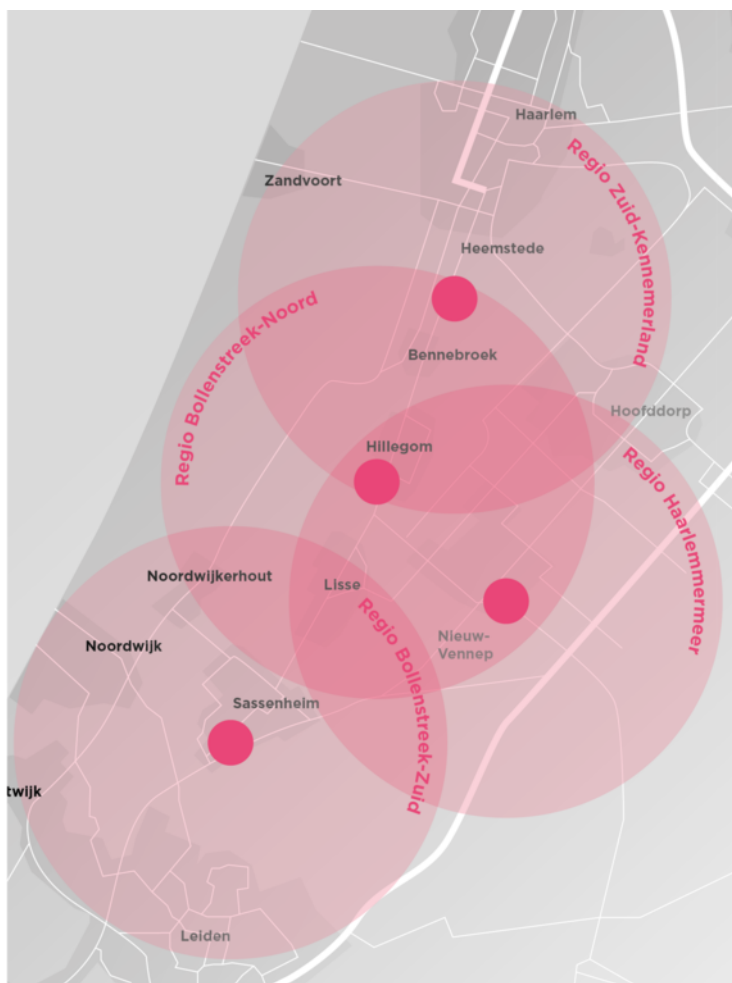 Haarlem
Regio Zuid-Kennemerland
Zandvoort
Heemstede
Regio Bollenstreek-Noord
Bennebroek
Hoofddorp
Hillegom
Regio Haarlemmermeer
Noordwijkerhout
Lisse
Regio Bollenstreek-Zuid
Nieuw-
Vennep
Noordwijk
Sassenheim
twijk
Leiden